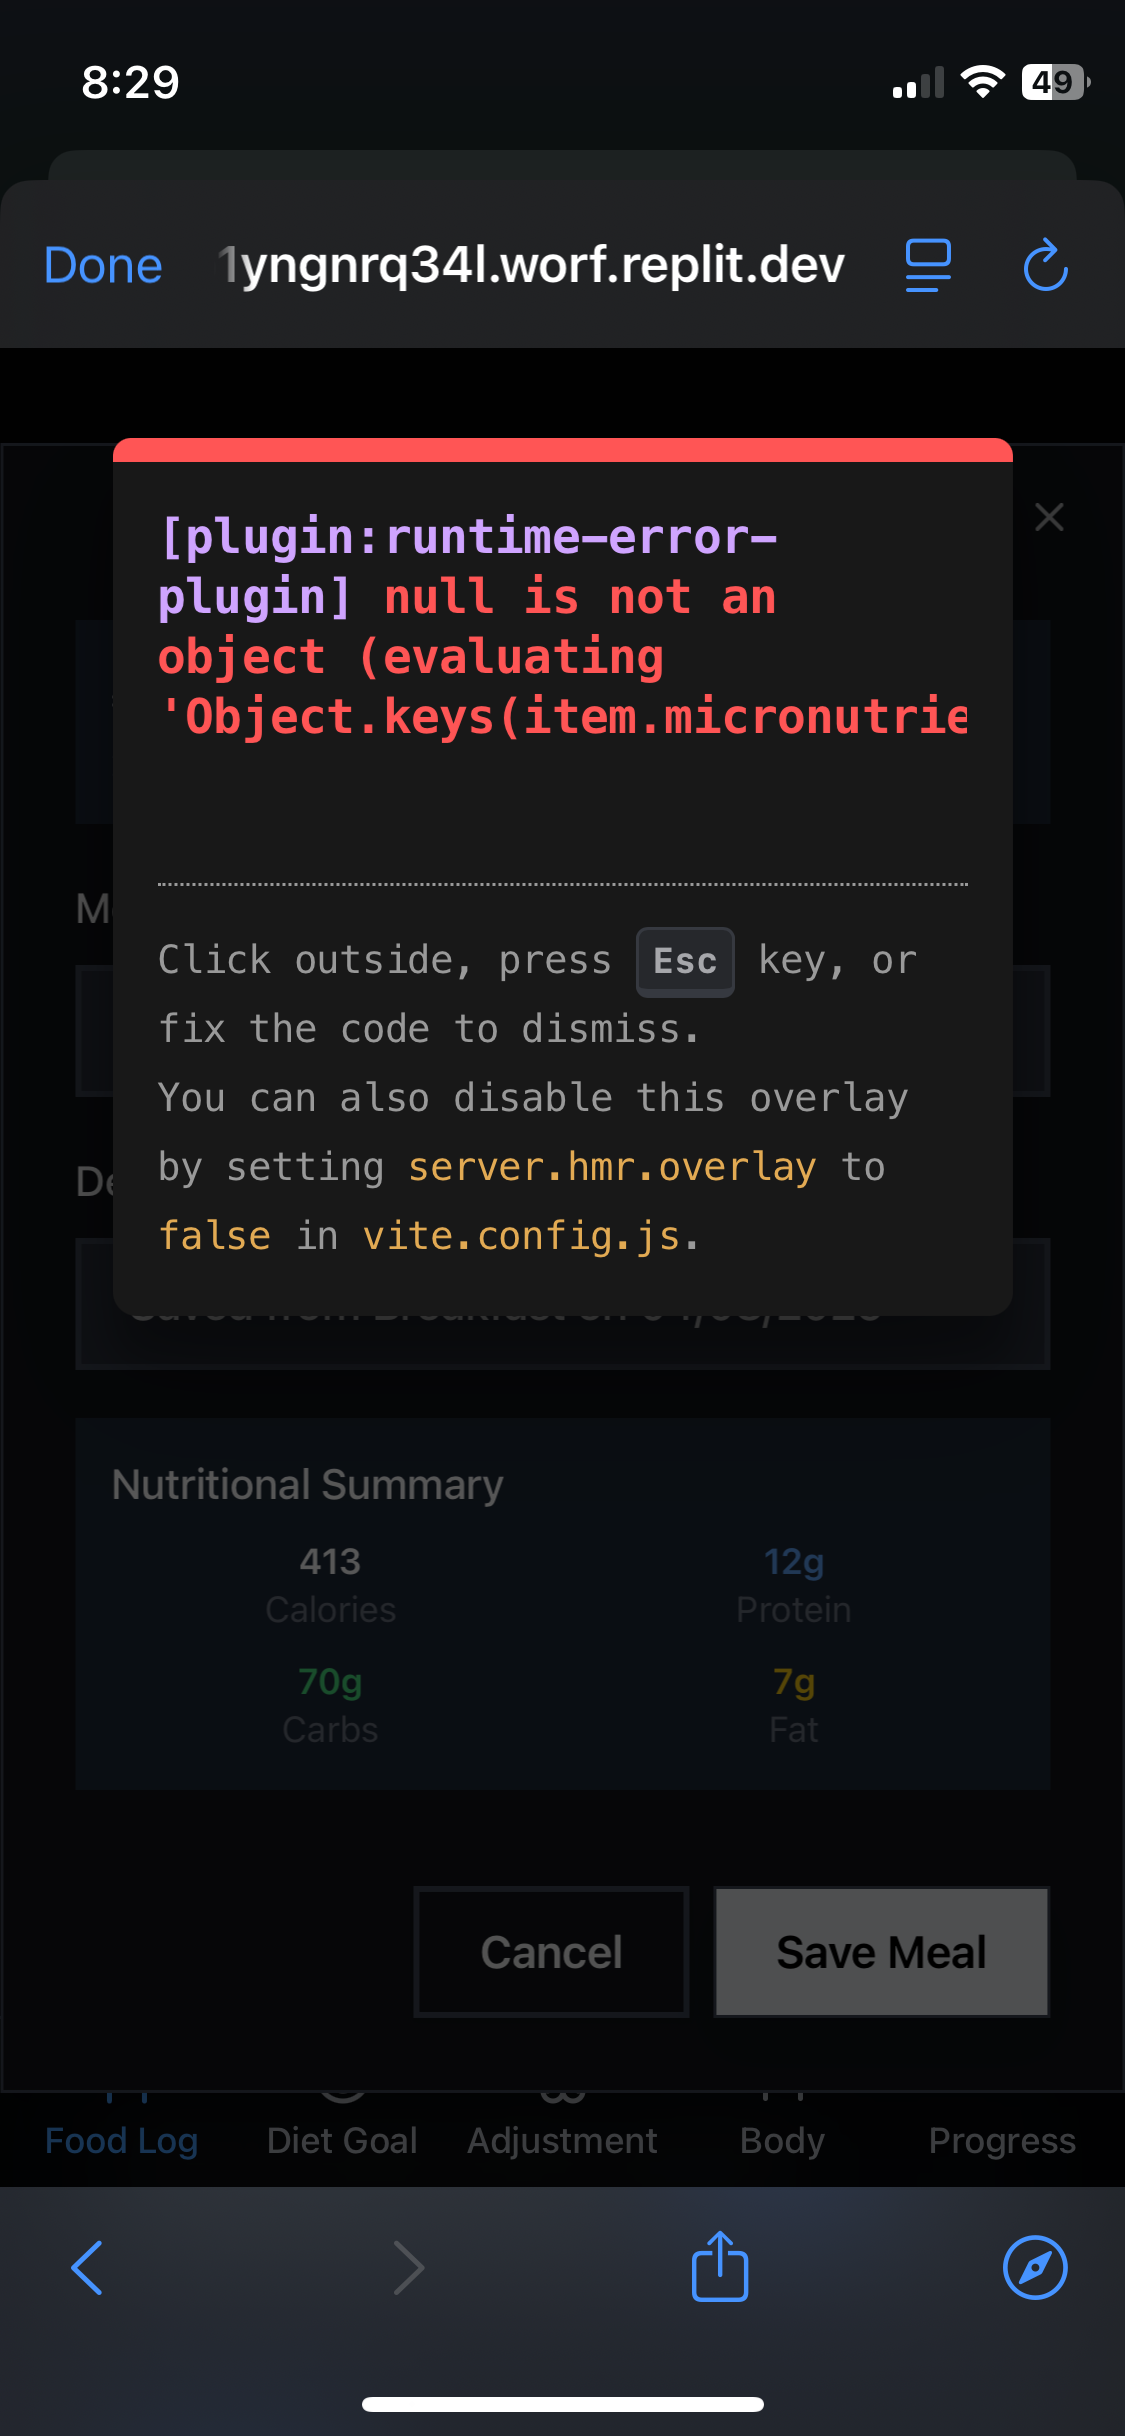 8:29
49
Done
1yngnrq34l.worf.replit.dev
[plugin:runtime-error-
plugin] null is not an
object (evaluating
'Object.keys(item.micronutrie
Click outside, press Esc key, or
fix the code to dismiss.
You can also disable this overlay
by setting server.hmr.overlay to
false in vite.config.js.
Nutritional Summary
413
12g
Calories
Protein
70g
7g
Carbs
Fat
Cancel
Save Meal
Food Log
Diet Goal
Adjustment
Body
Progress